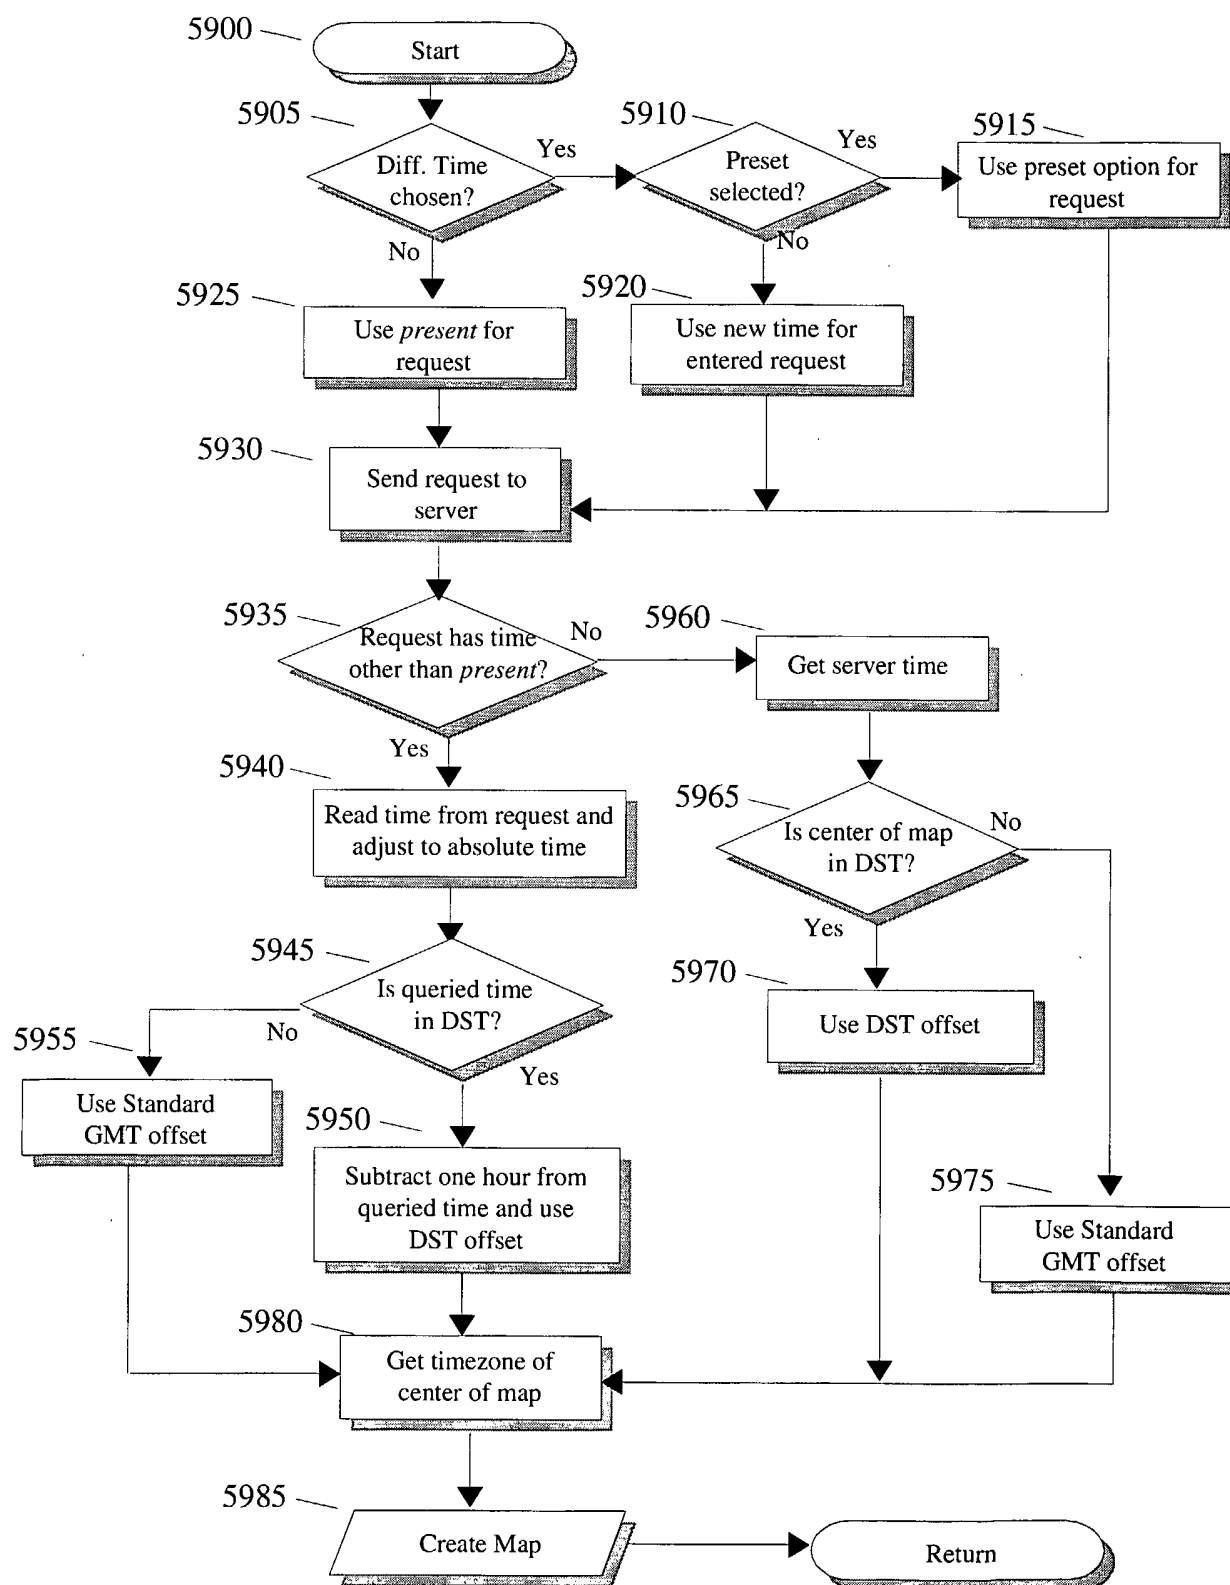 5900
Start
5905
Diff. Time
chosen?
Yes
No
5910
Preset
selected?
Yes
No
5915
Use preset option for
request
5925
Use present for
request
5920
Use new time for
entered request
5930
Send request to
server
5935
Request has time
other than present?
No
Yes
5960
Get server time
5940
Read time from request and
adjust to absolute time
5965
Is center of map
in DST?
No
Yes
5945
Is queried time
in DST?
No
Yes
5970
Use DST offset
5955
Use Standard
GMT offset
5950
Subtract one hour from
queried time and use
DST offset
5975
Use Standard
GMT offset
5980
Get timezone of
center of map
5985
Create Map
Return